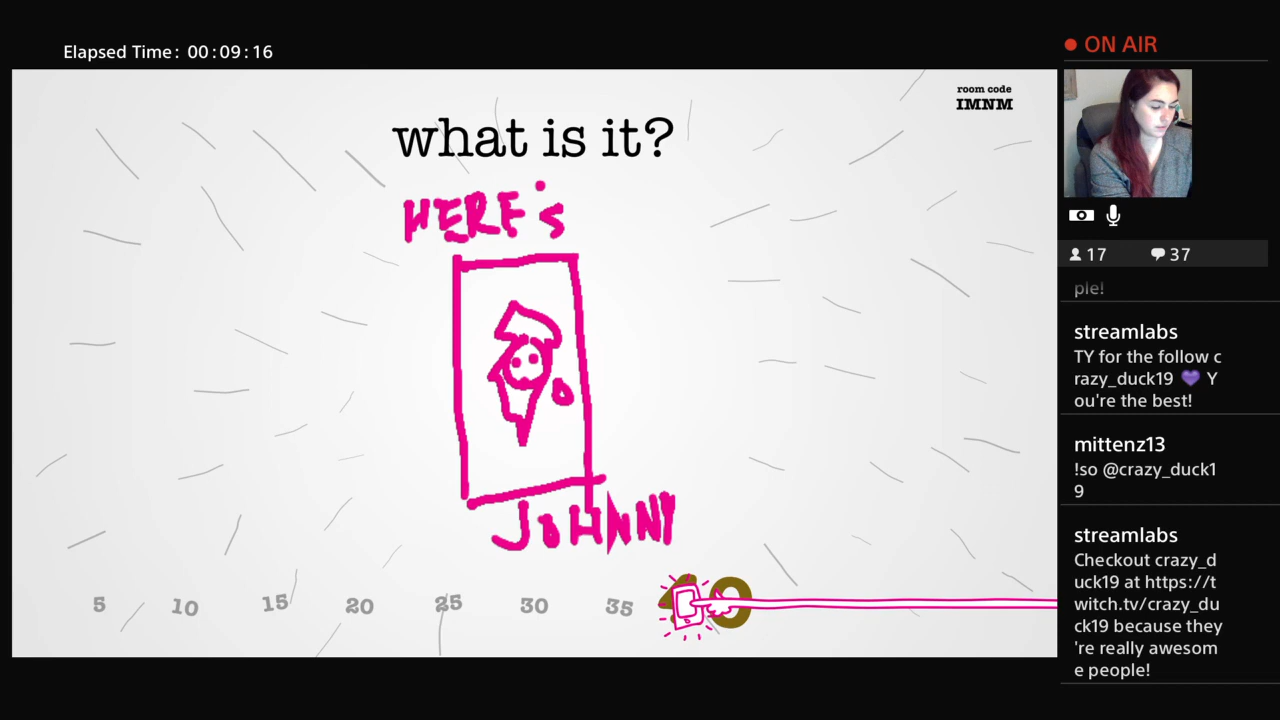 Elapsed Time: 00:09:16
ON AIR
room code
IMNM
what is it?
HERE's
JOHNNY
5 10 15 20 25 30 35
17 37
ple!
streamlabs
TY for the follow c
razy_duck19 💜 Y
ou're the best!
mittenz13
!so @crazy_duck1
9
streamlabs
Checkout crazy_d
uck19 at https://t
witch.tv/crazy_du
ck19 because they
're really awesom
e people!